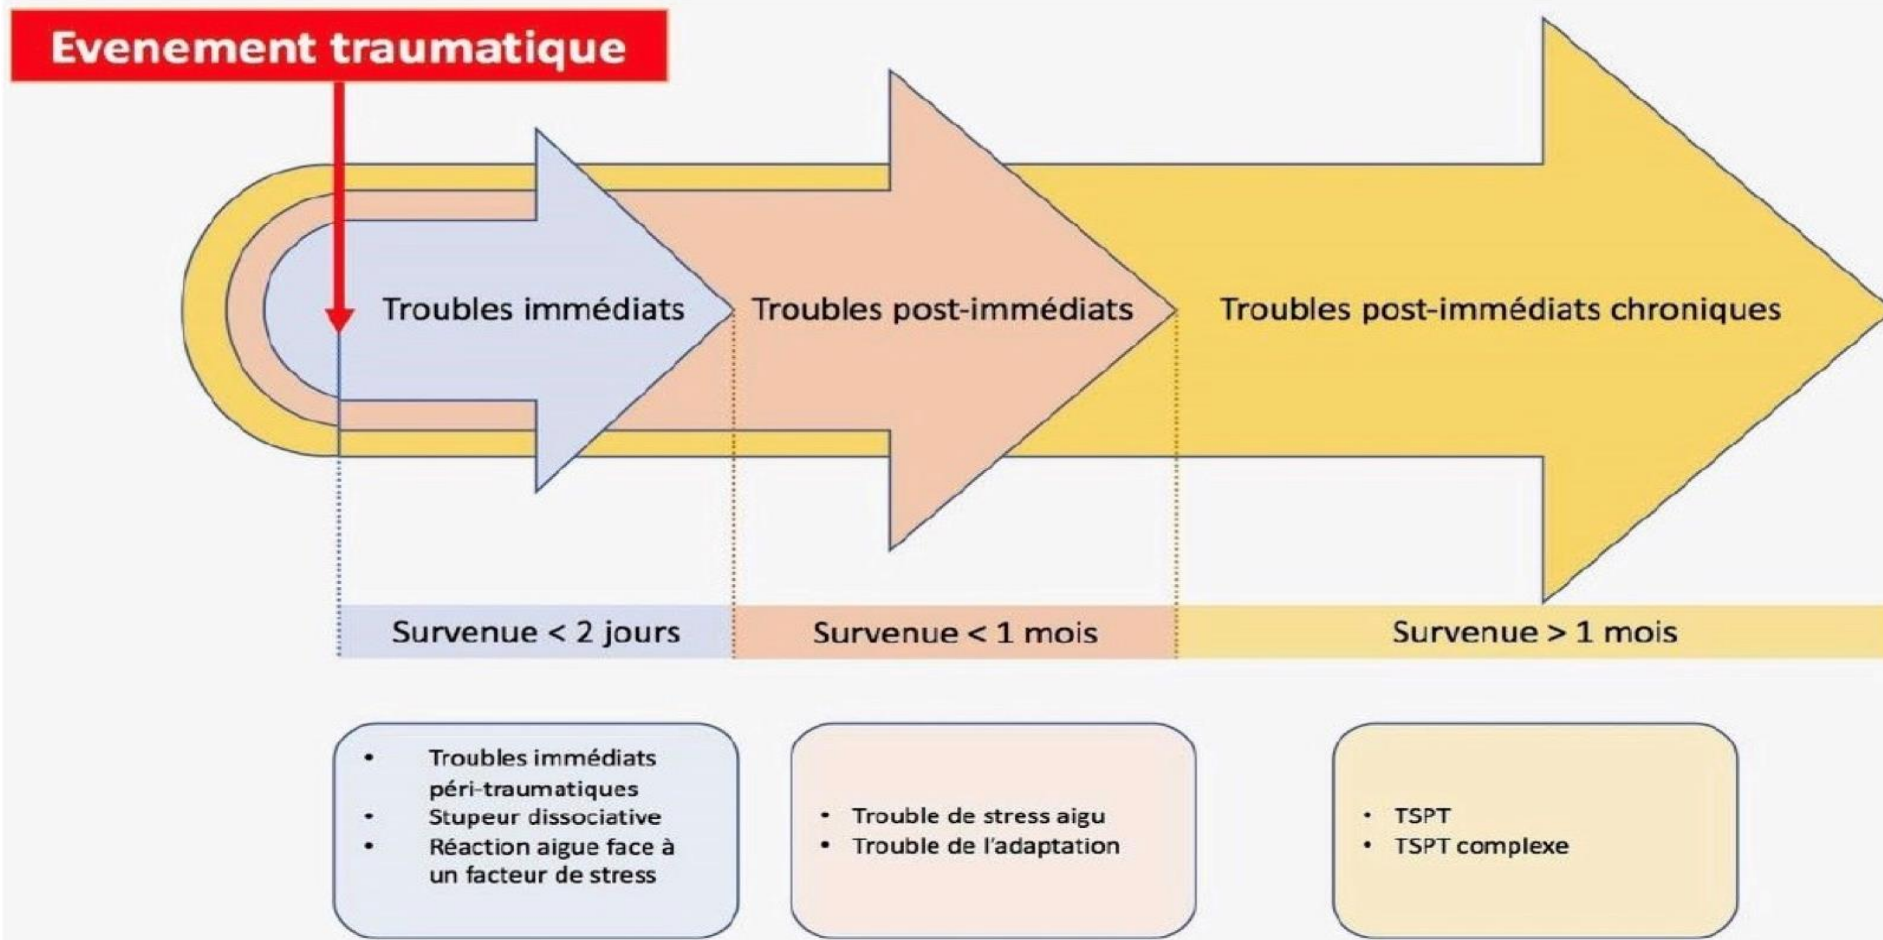 Evenement traumatique
Troubles immédiats
Troubles post-immédiats
Troubles post-immédiats chroniques
Survenue < 2 jours
Survenue < 1 mois
Survenue > 1 mois
• Troubles immédiats
péri-traumatiques
• Stupeur dissociative
• Réaction aigue face à
un facteur de stress
• Trouble de stress aigu
• Trouble de l'adaptation
• TSPT
• TSPT complexe